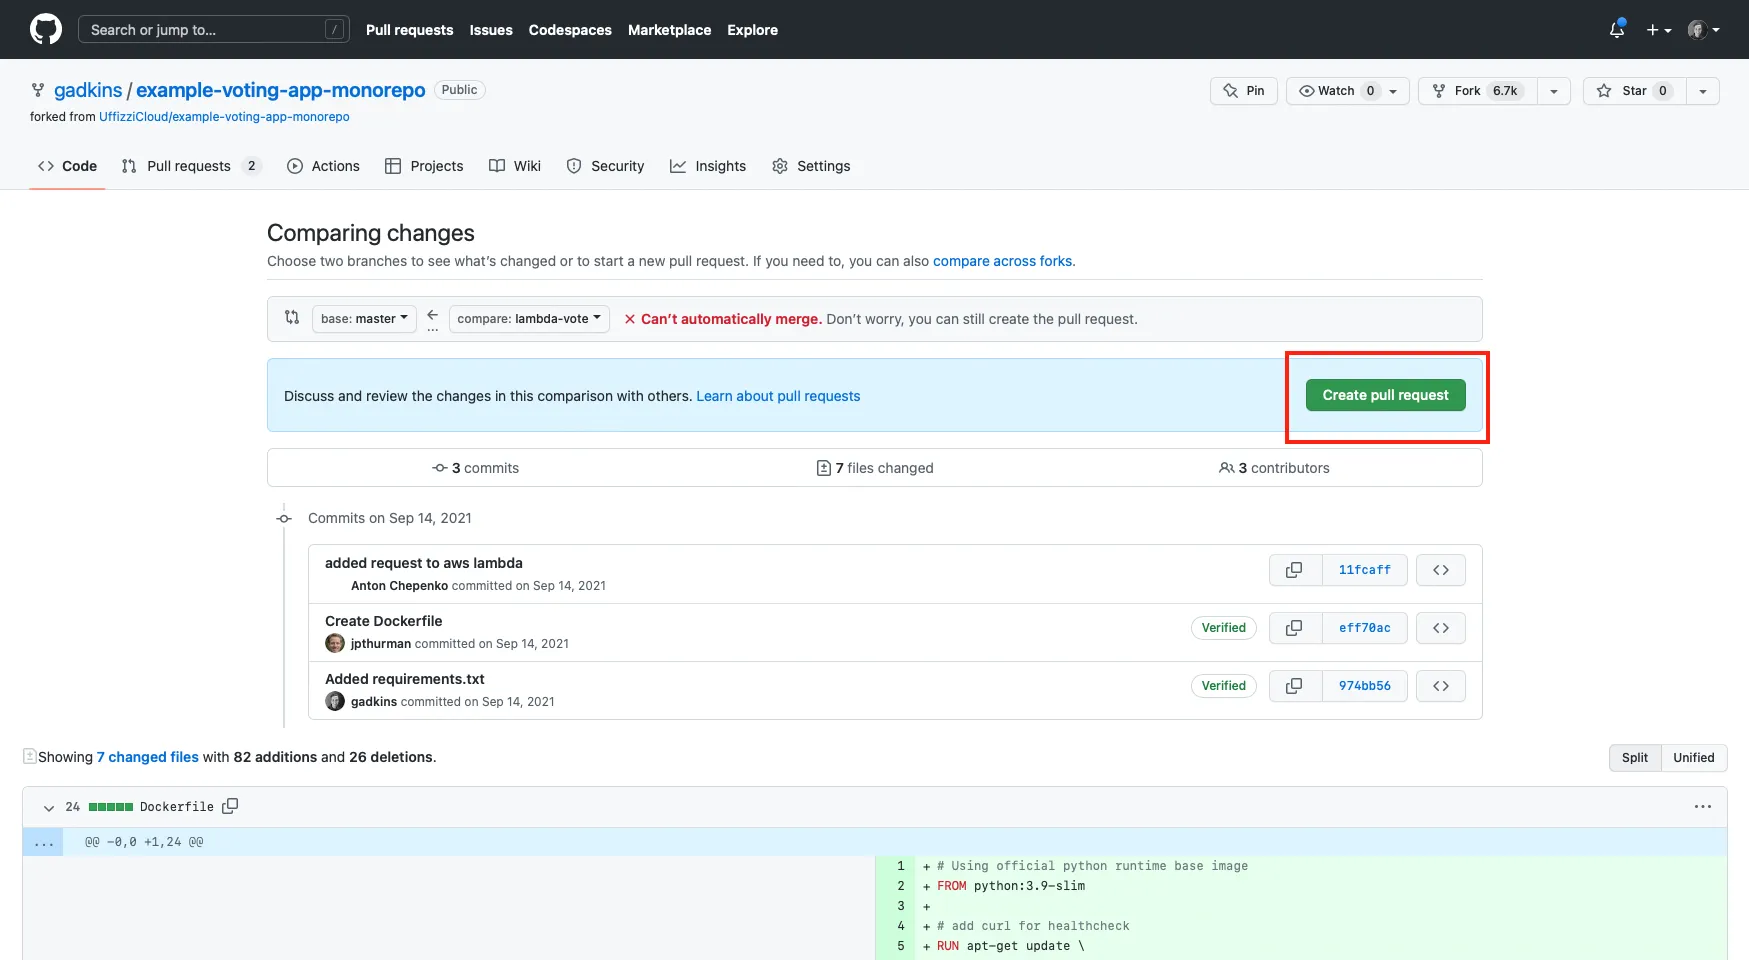 Search or jump to... / Pull requests Issues Codespaces Marketplace Explore
gadkins / example-voting-app-monorepo Public Pin Watch 0 Fork 6.7k Star 0
forked from UffizziCloud/example-voting-app-monorepo
Code Pull requests 2 Actions Projects Wiki Security Insights Settings
Comparing changes
Choose two branches to see what's changed or to start a new pull request. If you need to, you can also compare across forks.
base: master ← ... compare: lambda-vote ✕ Can't automatically merge. Don't worry, you can still create the pull request.
Discuss and review the changes in this comparison with others. Learn about pull requests Create pull request
3 commits 7 files changed 3 contributors
Commits on Sep 14, 2021
added request to aws lambda 11fcaff <>
Anton Chepenko committed on Sep 14, 2021
Create Dockerfile Verified eff70ac <>
jpthurman committed on Sep 14, 2021
Added requirements.txt Verified 974bb56 <>
gadkins committed on Sep 14, 2021
Showing 7 changed files with 82 additions and 26 deletions. Split Unified
24 Dockerfile ...
... @@ -0,0 +1,24 @@
1 + # Using official python runtime base image
2 + FROM python:3.9-slim
3 +
4 + # add curl for healthcheck
5 + RUN apt-get update \